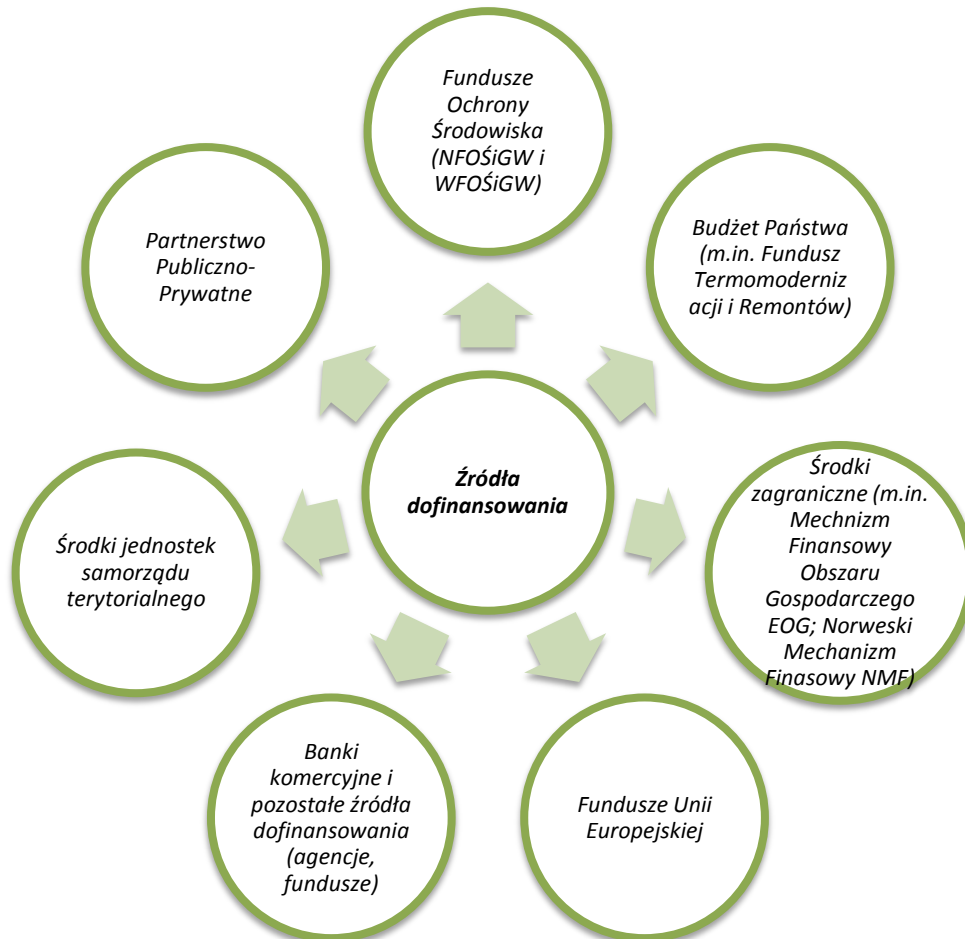 Fundusze
Ochrony
Środowiska
(NFOŚiGW i
WFOŚiGW)
Budżet Państwa
(m.in. Fundusz
Termomoderniz
acji i Remontów)
Środki
zagraniczne (m.in.
Mechnizm
Finansowy
Obszaru
Gospodarczego
EOG; Norweski
Mechanizm
Finasowy NMF)
Fundusze Unii
Europejskiej
Banki
komercyjne i
pozostałe źródła
dofinansowania
(agencje,
fundusze)
Środki jednostek
samorządu
terytorialnego
Partnerstwo
Publiczno-
Prywatne
Źródła
dofinansowania